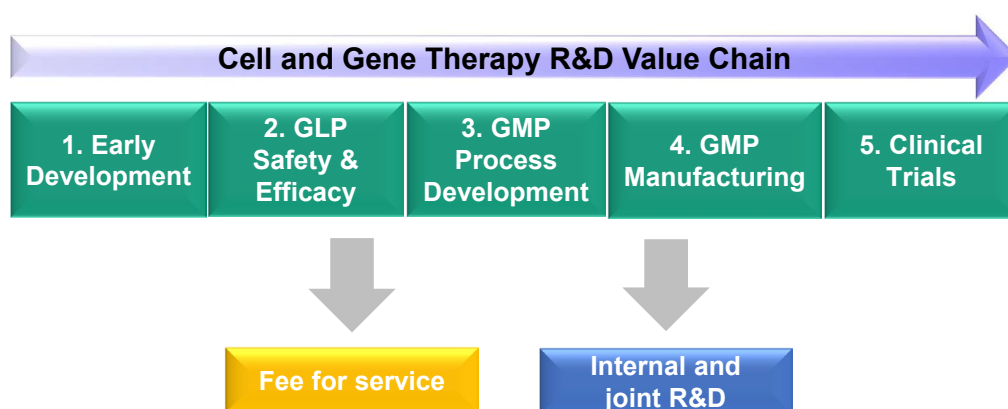 Cell and Gene Therapy R&D Value Chain
1. Early
Development
2. GLP
Safety &
Efficacy
3. GMP
Process
Development
4. GMP
Manufacturing
5. Clinical
Trials
Fee for service
Internal and
joint R&D